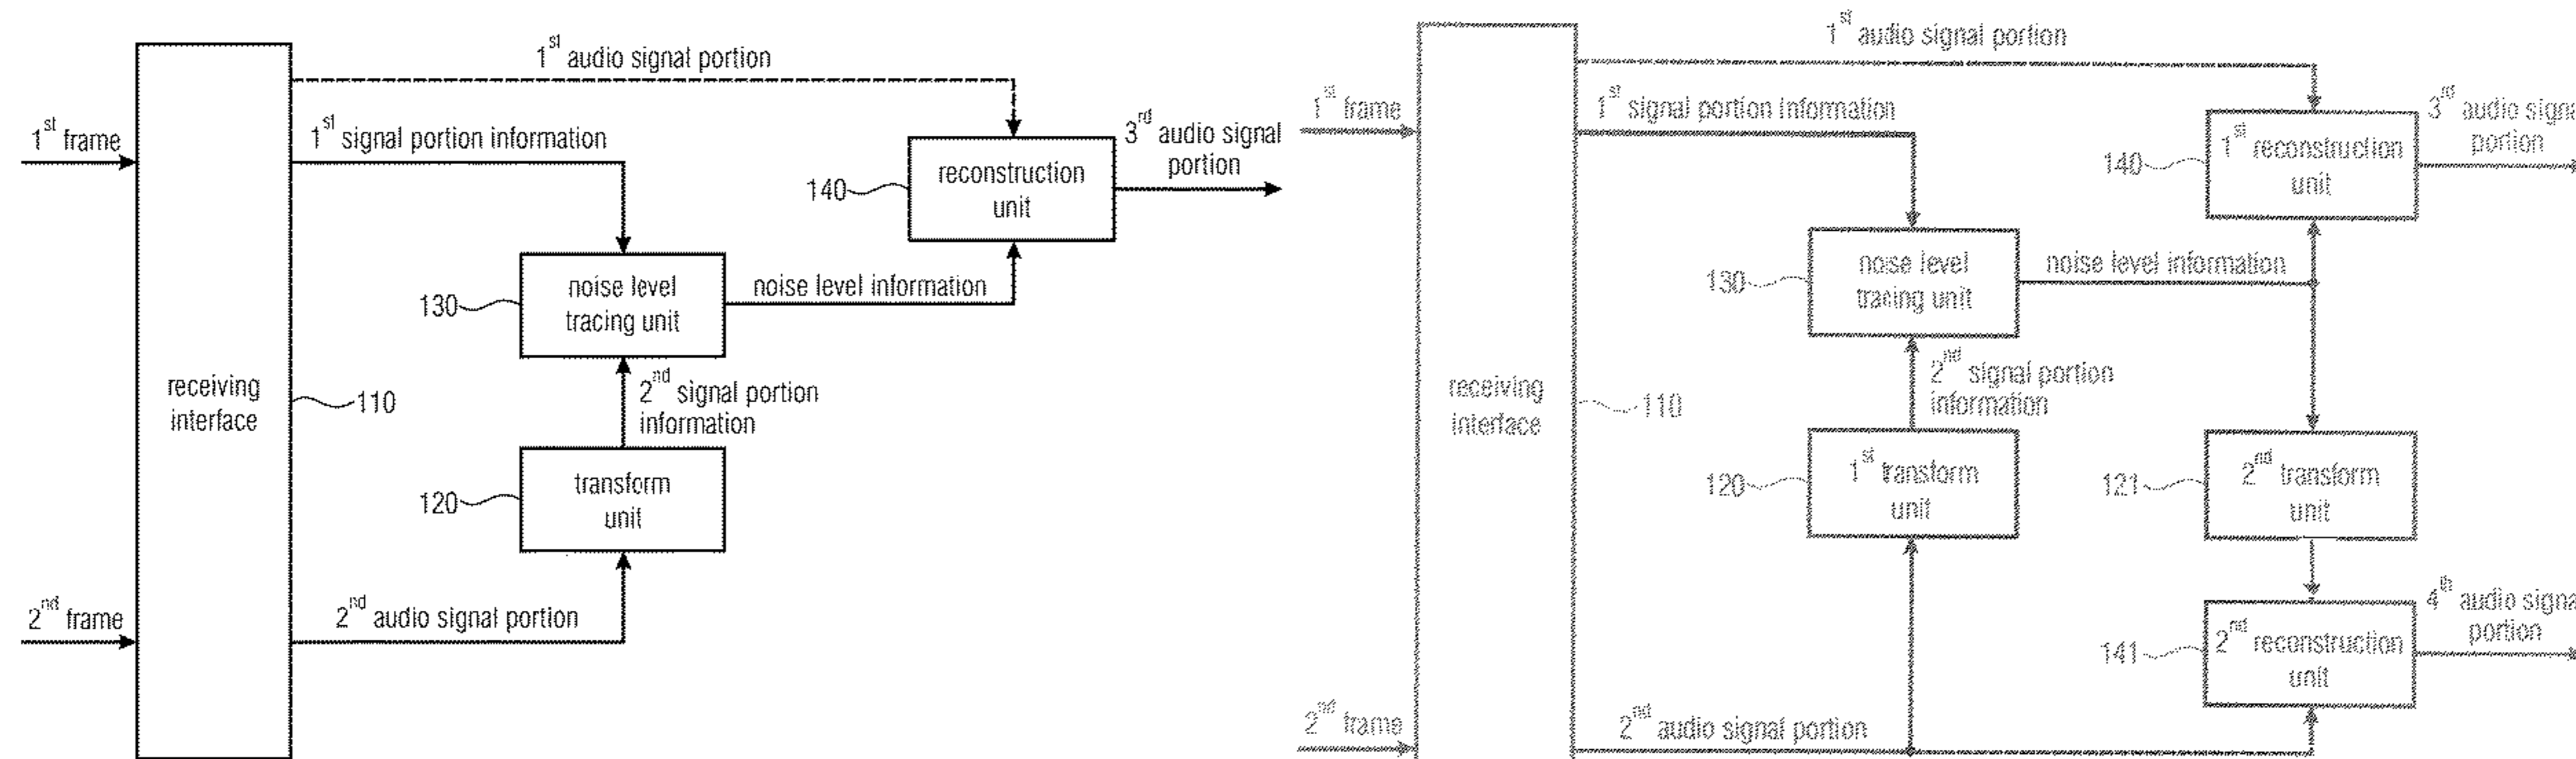 1st audio signal portion
1st frame
1st signal portion information
3rd audio signal
portion
140
reconstruction
unit
130
noise level
tracing unit
noise level information
receiving
interface
110
2nd signal portion
information
120
transform
unit
2nd frame
2nd audio signal portion
1st audio signal portion
1st frame
1st signal portion information
3rd audio signa
portion
140
1st reconstruction
unit
130
noise level
tracing unit
noise level information
receiving
interface
110
2nd signal portion
information
120
1st transform
unit
121
2nd transform
unit
4th audio signa
portion
141
2nd reconstruction
unit
2nd frame
2nd audio signal portion